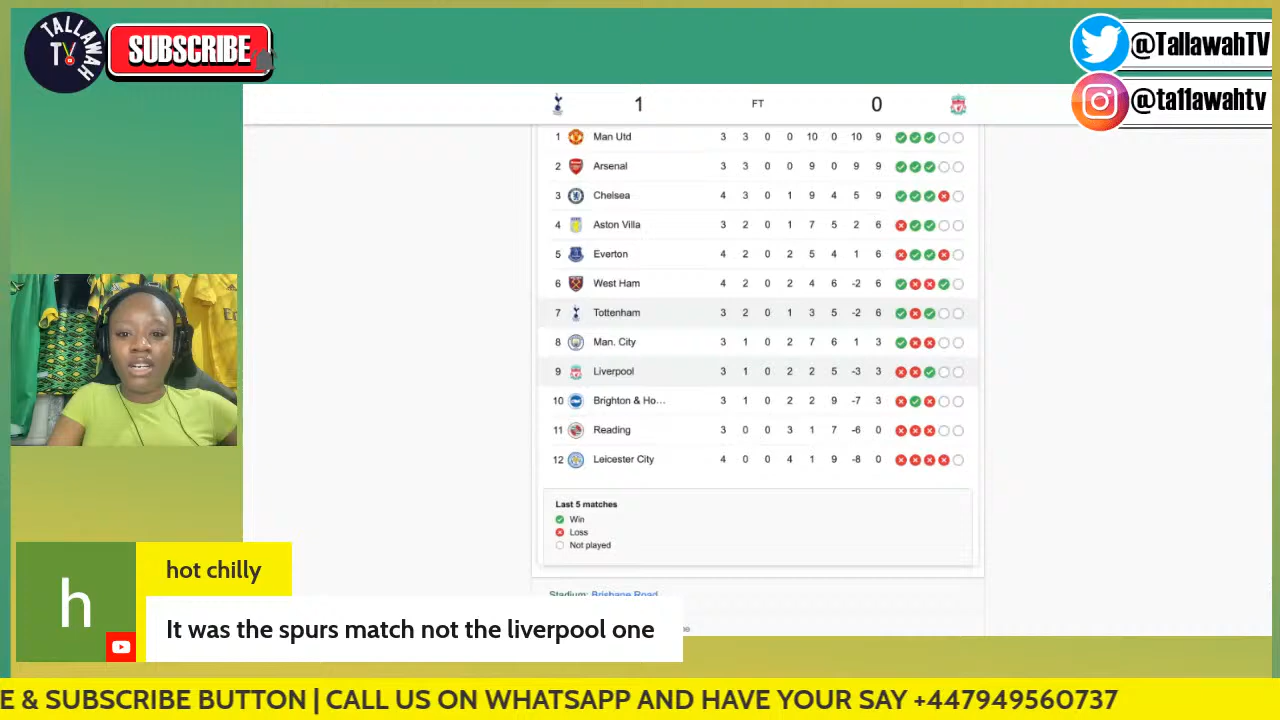 TALLAWAH
TV
SUBSCRIBE
@TallawahTV
@ta11awahtv
1 FT 0
1 Man Utd 3 3 0 0 10 0 10 9
2 Arsenal 3 3 0 0 9 0 9 9
3 Chelsea 4 3 0 1 9 4 5 9
4 Aston Villa 3 2 0 1 7 5 2 6
5 Everton 4 2 0 2 5 4 1 6
6 West Ham 4 2 0 2 4 6 -2 6
7 Tottenham 3 2 0 1 3 5 -2 6
8 Man. City 3 1 0 2 7 6 1 3
9 Liverpool 3 1 0 2 2 5 -3 3
10 Brighton & Ho... 3 1 0 2 2 9 -7 3
11 Reading 3 0 0 3 1 7 -6 0
12 Leicester City 4 0 0 4 1 9 -8 0
Last 5 matches
Win
Loss
Not played
Stadium: Brisbane Road
h
hot chilly
It was the spurs match not the liverpool one
E & SUBSCRIBE BUTTON | CALL US ON WHATSAPP AND HAVE YOUR SAY +447949560737